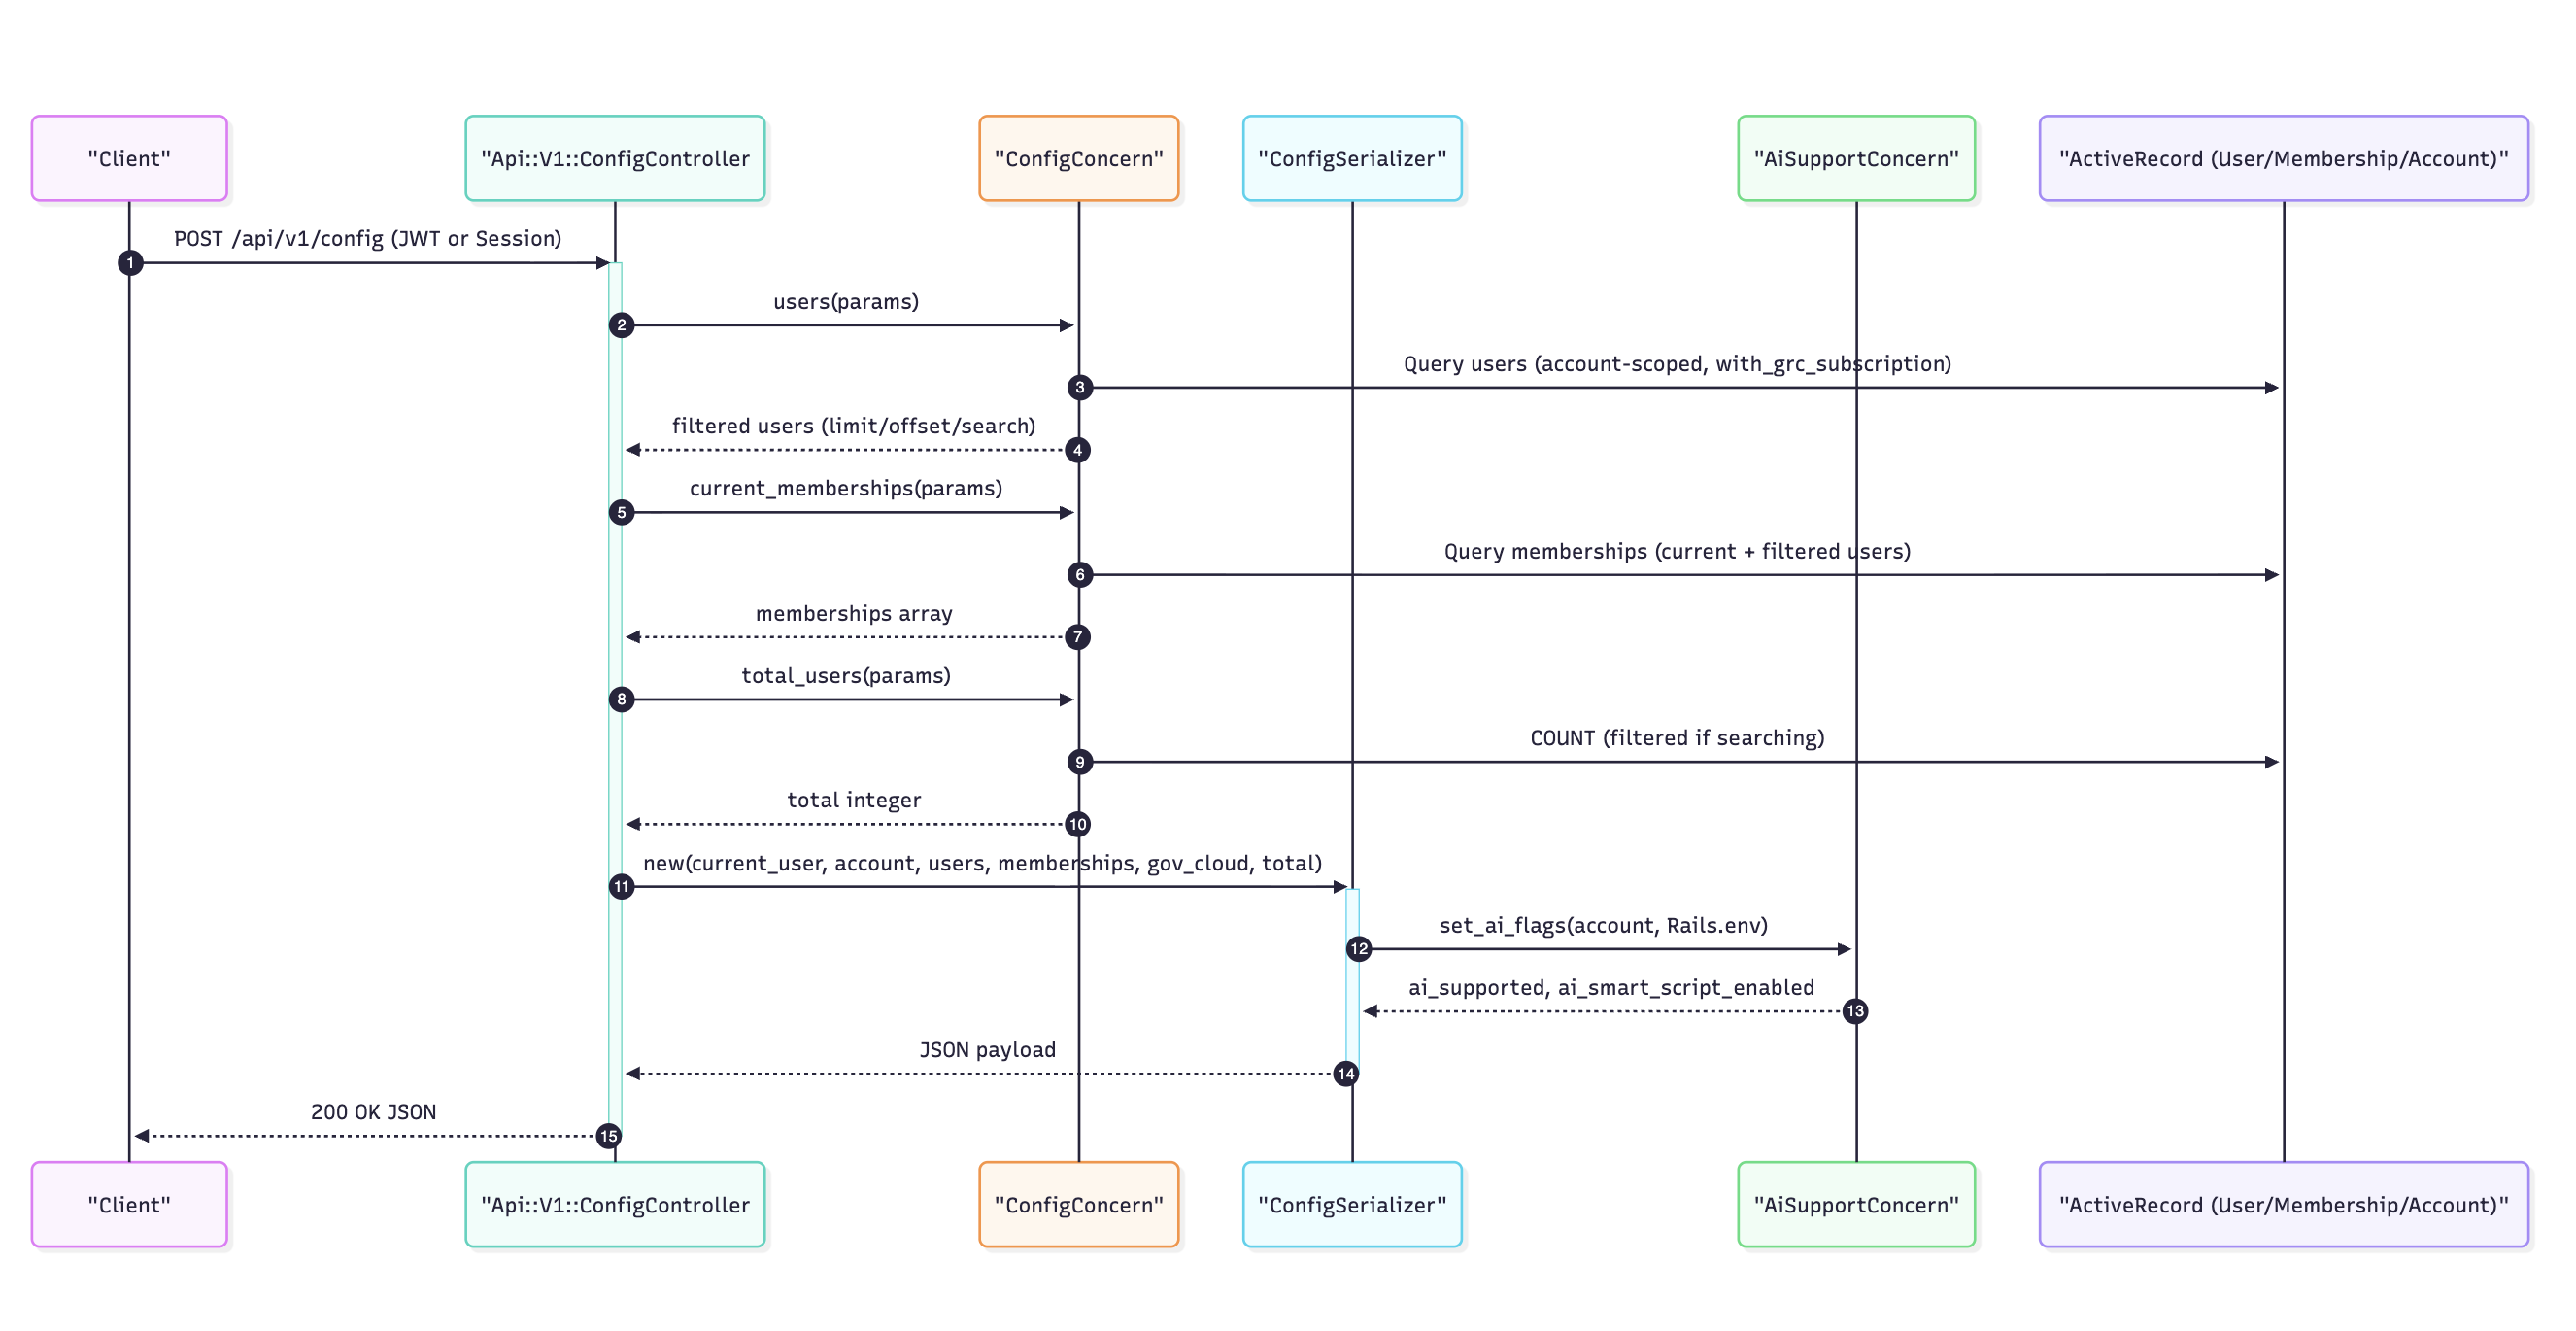 "Client"
"Api::V1::ConfigController
"ConfigConcern"
"ConfigSerializer"
"AiSupportConcern"
"ActiveRecord (User/Membership/Account)"
POST /api/v1/config (JWT or Session)
1
users(params)
2
Query users (account-scoped, with_grc_subscription)
3
filtered users (limit/offset/search)
4
current_memberships(params)
5
Query memberships (current + filtered users)
6
memberships array
7
total_users(params)
8
COUNT (filtered if searching)
9
total integer
10
new(current_user, account, users, memberships, gov_cloud, total)
11
set_ai_flags(account, Rails.env)
12
ai_supported, ai_smart_script_enabled
13
JSON payload
14
200 OK JSON
15
"Client"
"Api::V1::ConfigController
"ConfigConcern"
"ConfigSerializer"
"AiSupportConcern"
"ActiveRecord (User/Membership/Account)"